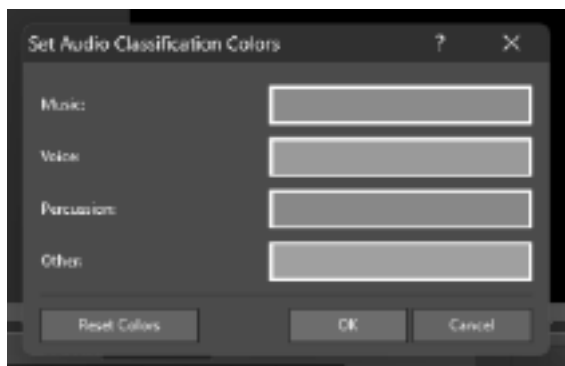 Set Audio Classification Colors ? ×
Music:
Voice:
Percussion:
Other:
Reset Colors OK Cancel